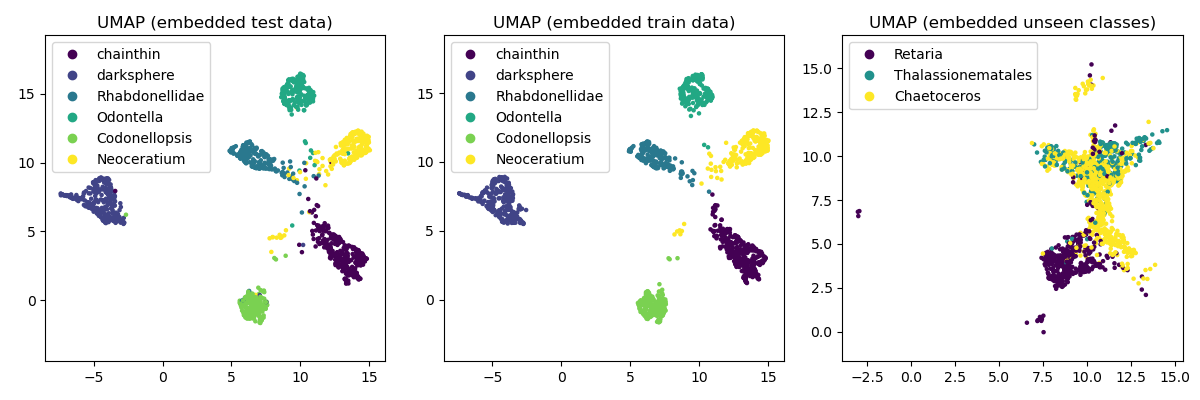 UMAP (embedded test data)
chainthin
darksphere
Rhabdonellidae
Odontella
Codonellopsis
Neoceratium
15
10
5
0
−5
0
5
10
15
UMAP (embedded train data)
chainthin
darksphere
Rhabdonellidae
Odontella
Codonellopsis
Neoceratium
15
10
5
0
−5
0
5
10
15
UMAP (embedded unseen classes)
Retaria
Thalassionematales
Chaetoceros
15.0
12.5
10.0
7.5
5.0
2.5
0.0
−2.5
0.0
2.5
5.0
7.5
10.0
12.5
15.0